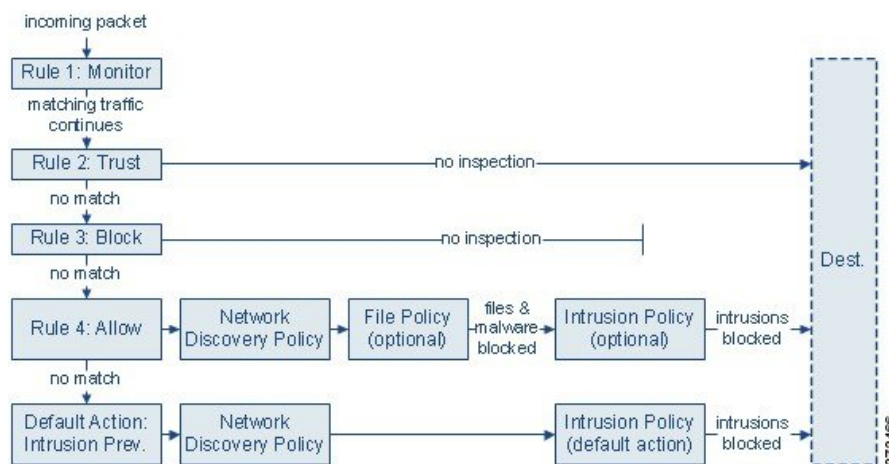 incoming packet
Rule 1: Monitor
matching traffic
continues
Rule 2: Trust
no inspection
no match
Rule 3: Block
no inspection
no match
Dest.
Rule 4: Allow
Network
Discovery Policy
File Policy
(optional)
files &
malware
blocked
Intrusion Policy
(optional)
intrusions
blocked
no match
Default Action:
Intrusion Prev.
Network
Discovery Policy
Intrusion Policy
(default action)
intrusions
blocked